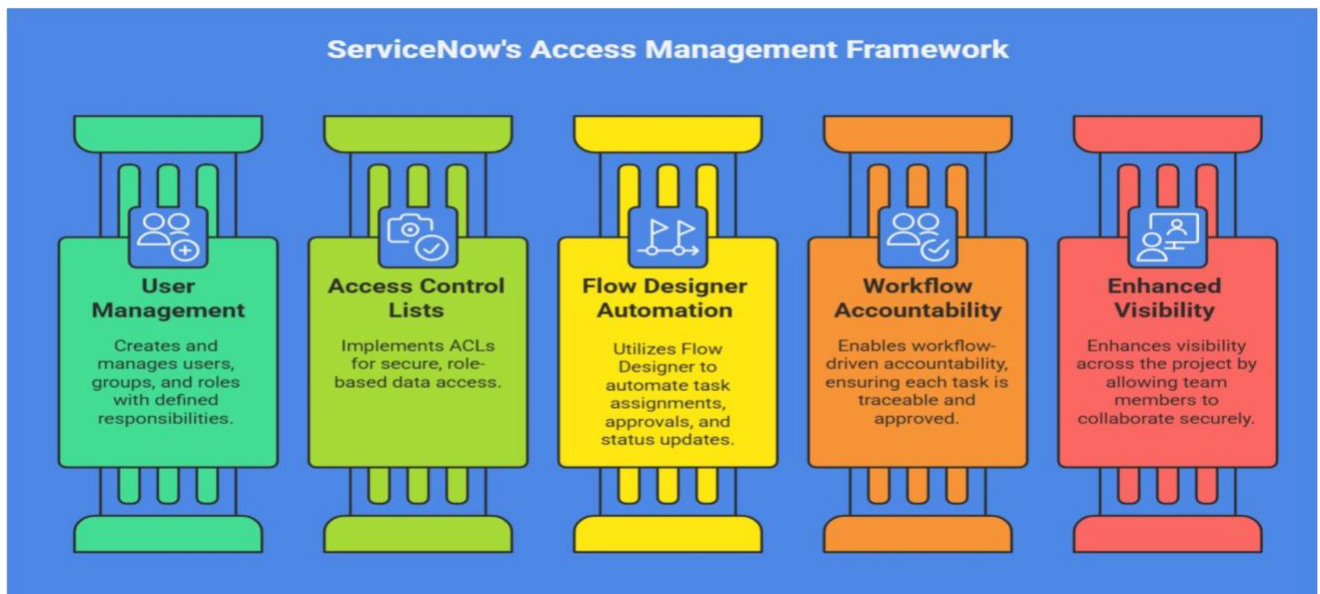 ServiceNow's Access Management Framework
User
Management
Creates and
manages users,
groups, and roles
with defined
responsibilities.
Access Control
Lists
Implements ACLs
for secure, role-
based data access.
Flow Designer
Automation
Utilizes Flow
Designer to
automate task
assignments,
approvals, and
status updates.
Workflow
Accountability
Enables workflow-
driven accountability,
ensuring each task is
traceable and
approved.
Enhanced
Visibility
Enhances visibility
across the project by
allowing team
members to
collaborate securely.